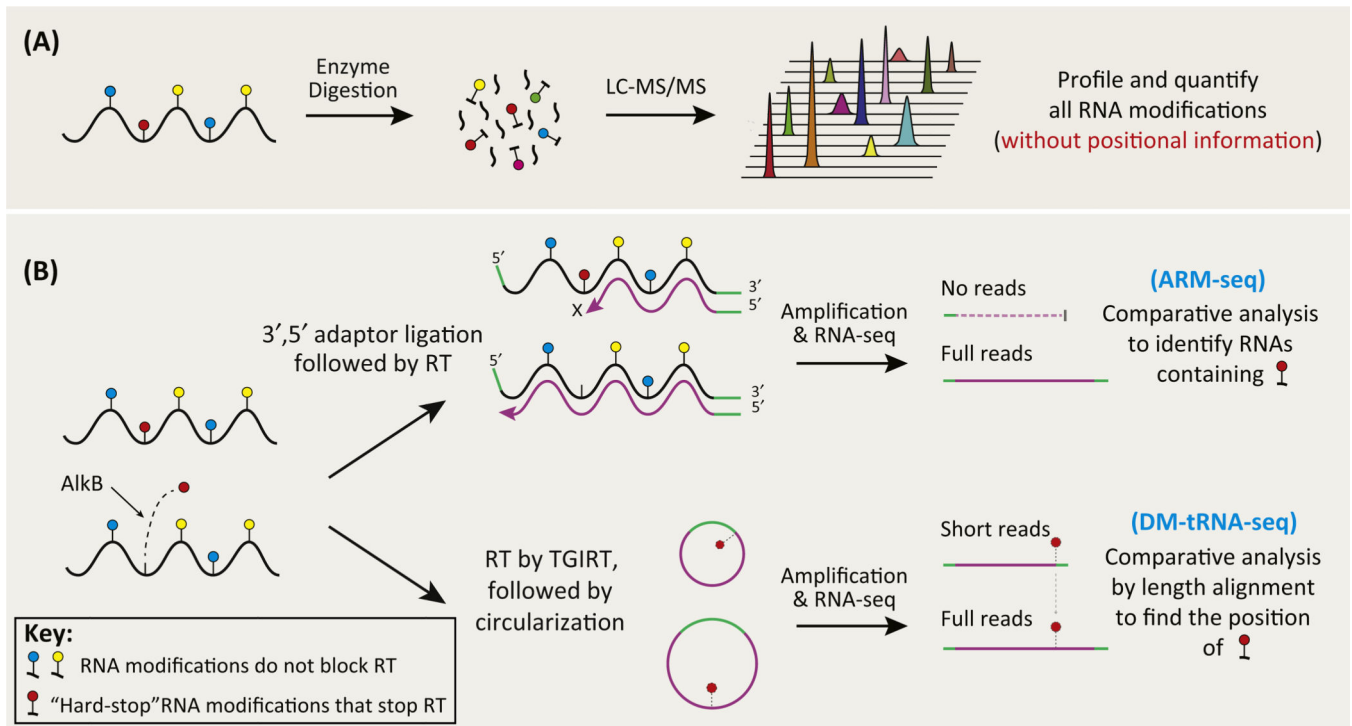 (A)
Enzyme
Digestion
LC-MS/MS
Profile and quantify
all RNA modifications
(without positional information)
(B)
3′,5′ adaptor ligation
followed by RT
5′
X
3′
5′
5′
3′
5′
Amplification
& RNA-seq
No reads
Full reads
(ARM-seq)
Comparative analysis
to identify RNAs
containing
AlkB
RT by TGIRT,
followed by
circularization
Amplification
& RNA-seq
Short reads
Full reads
(DM-tRNA-seq)
Comparative analysis
by length alignment
to find the position
of
Key:
RNA modifications do not block RT
“Hard-stop”RNA modifications that stop RT